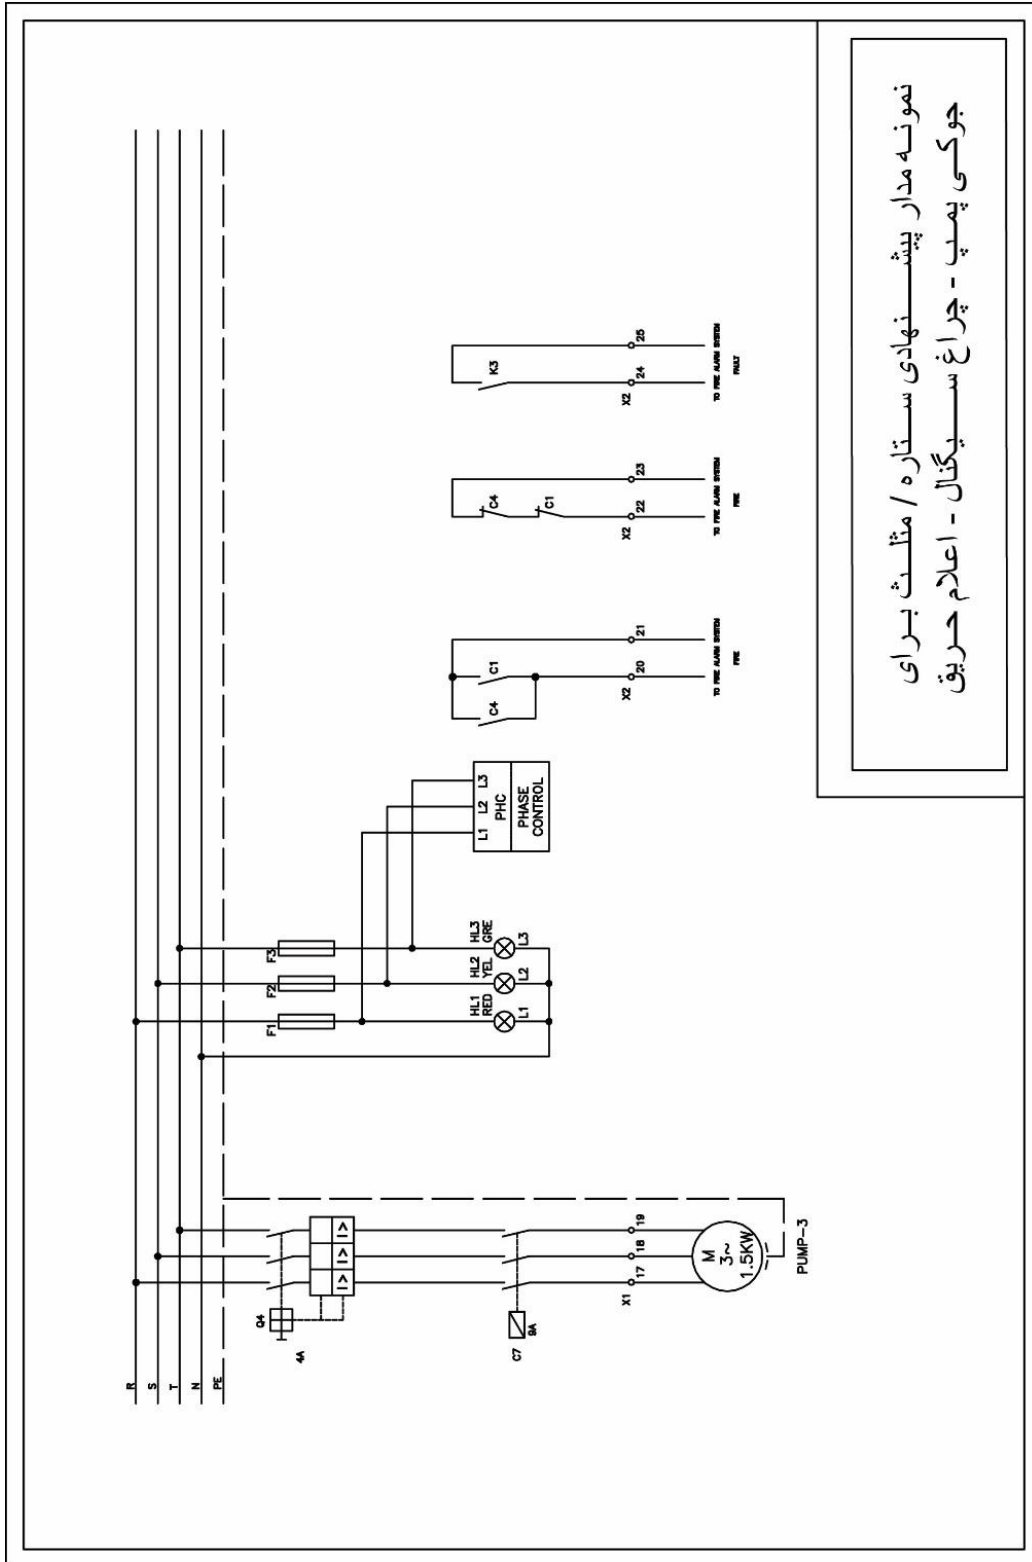 R
S
T
N
PE
Q4
4A
I>
I>
I>
C7
9A
X1
17
18
19
M
3~
1.5KW
PUMP-3
F1
F2
F3
HL1
RED
HL2
YEL
HL3
GRE
L1
L2
L3
L1 L2 L3
PHC
PHASE
CONTROL
C4
C1
X2
20
21
TO FIRE ALARM SYSTEM
FIRE
C4
C1
X2
22
23
TO FIRE ALARM SYSTEM
FIRE
K3
X2
24
25
TO FIRE ALARM SYSTEM
FAULT
نمونه مدار پیشنهادی ستاره / مثلث برای
جوکی پمپ - چراغ سیگنال - اعلام حریق